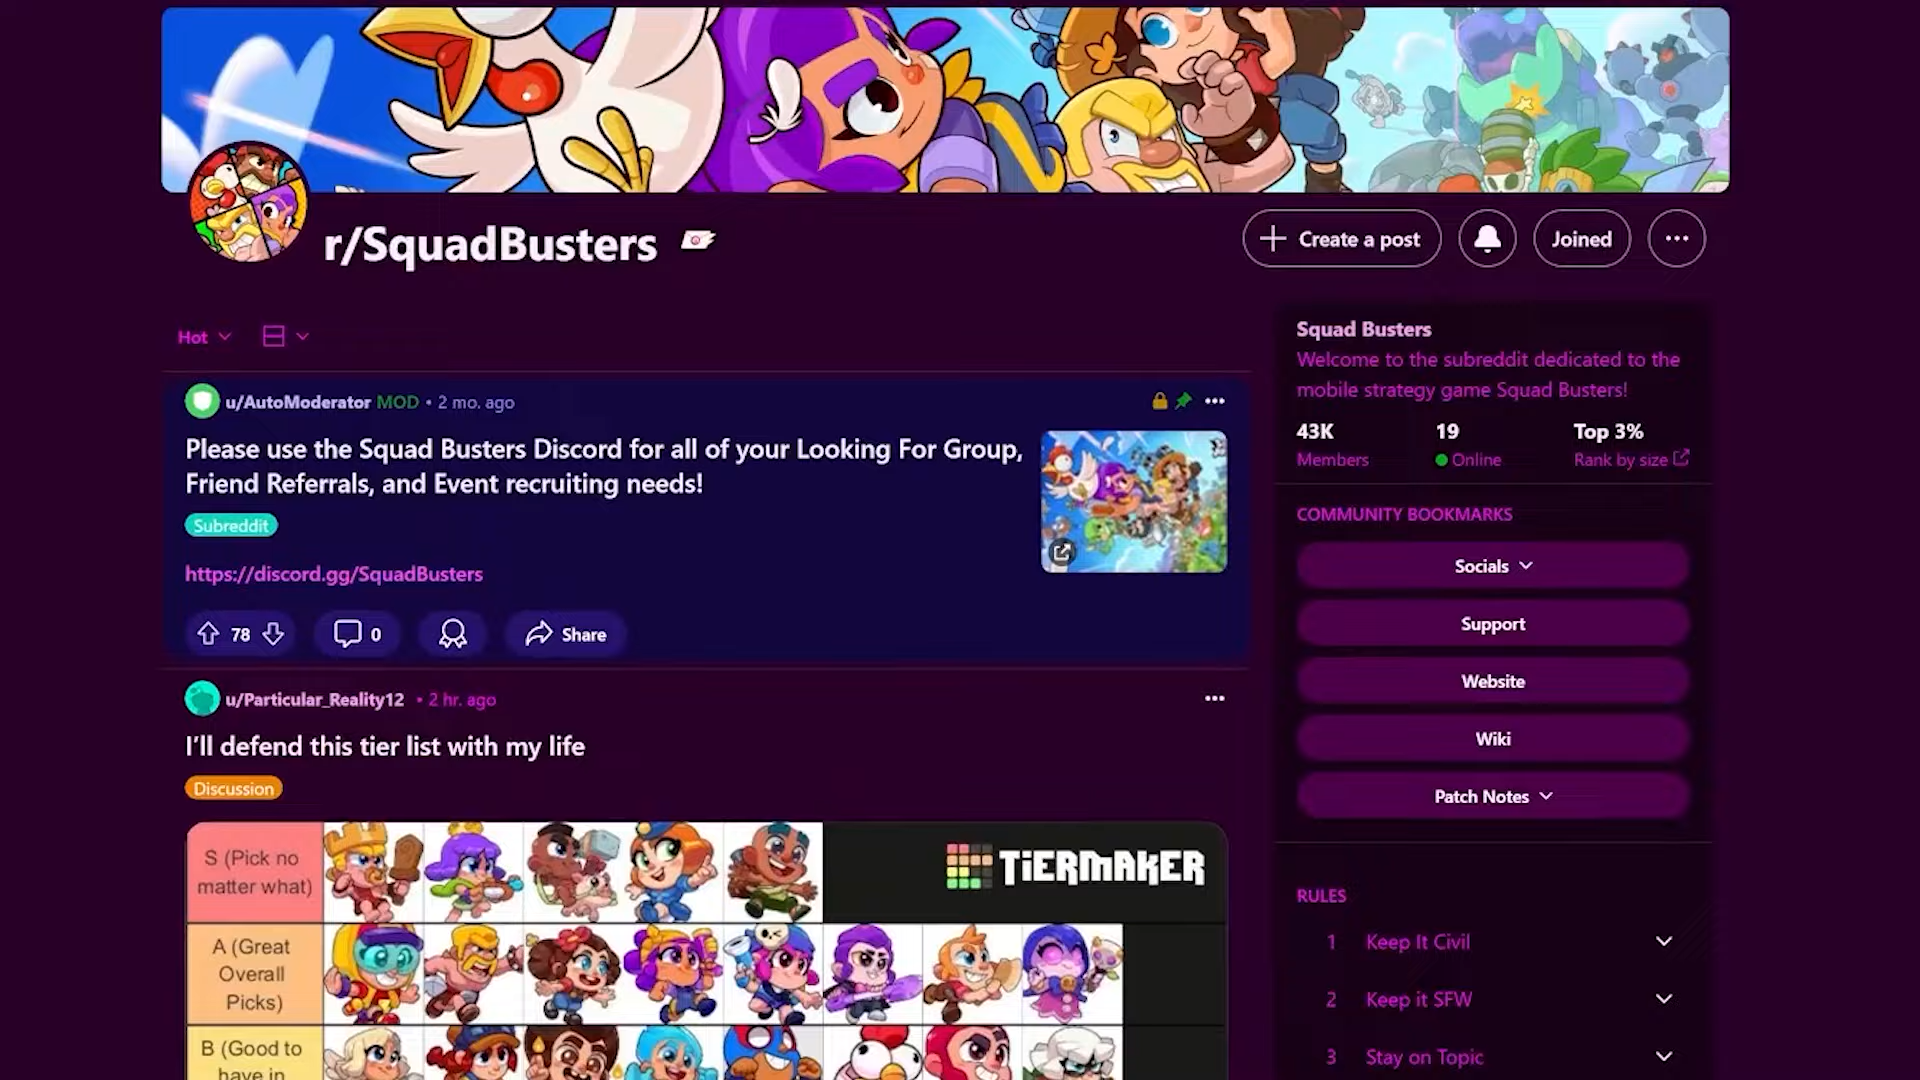 r/SquadBusters
Create a post
Joined
Hot
u/AutoModerator MOD • 2 mo. ago
Please use the Squad Busters Discord for all of your Looking For Group,
Friend Referrals, and Event recruiting needs!
Subreddit
https://discord.gg/SquadBusters
78
0
Share
u/Particular_Reality12 • 2 hr. ago
I’ll defend this tier list with my life
Discussion
S (Pick no
matter what)
TiERMAKER
A (Great
Overall
Picks)
B (Good to
have in
Squad Busters
Welcome to the subreddit dedicated to the
mobile strategy game Squad Busters!
43K
Members
19
Online
Top 3%
Rank by size
COMMUNITY BOOKMARKS
Socials
Support
Website
Wiki
Patch Notes
RULES
1 Keep It Civil
2 Keep it SFW
3 Stay on Topic